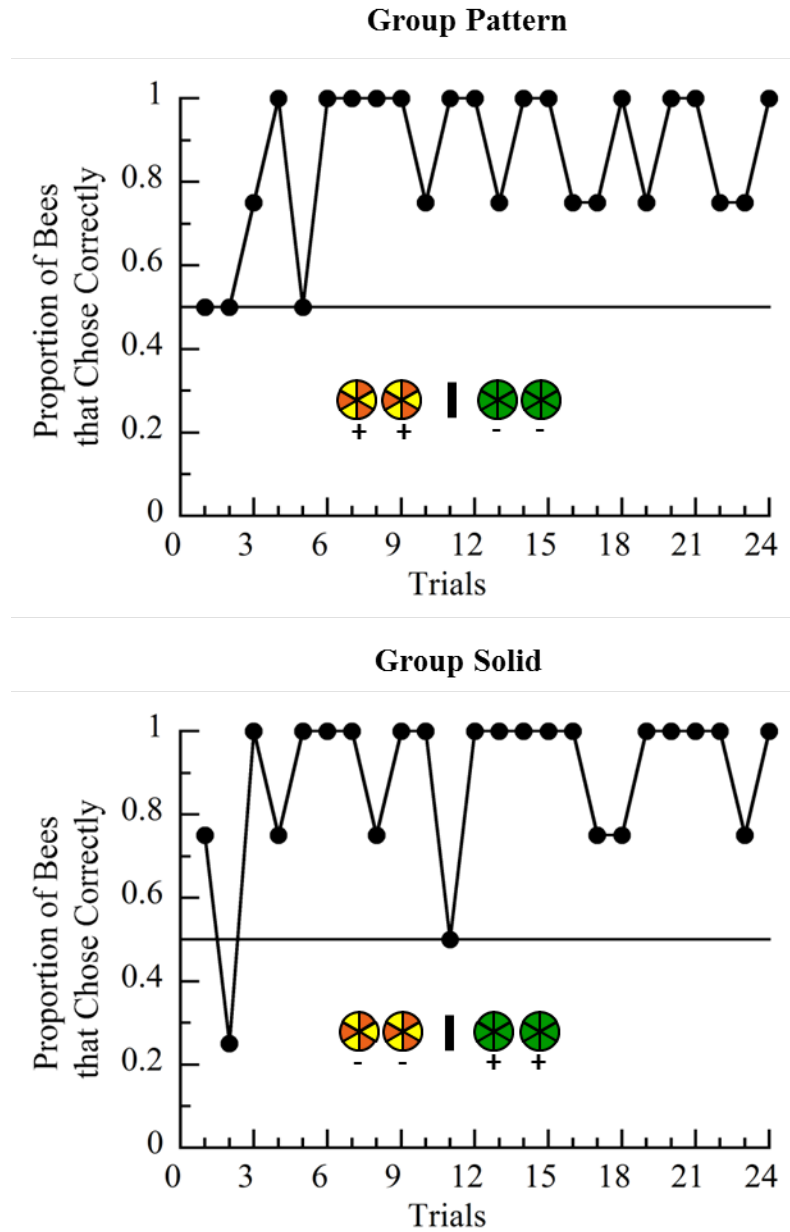 Group Pattern
Proportion of Bees
that Chose Correctly
1
0.8
0.6
0.4
0.2
0
+ + - -
0 3 6 9 12 15 18 21 24
Trials
Group Solid
Proportion of Bees
that Chose Correctly
1
0.8
0.6
0.4
0.2
0
- - + +
0 3 6 9 12 15 18 21 24
Trials